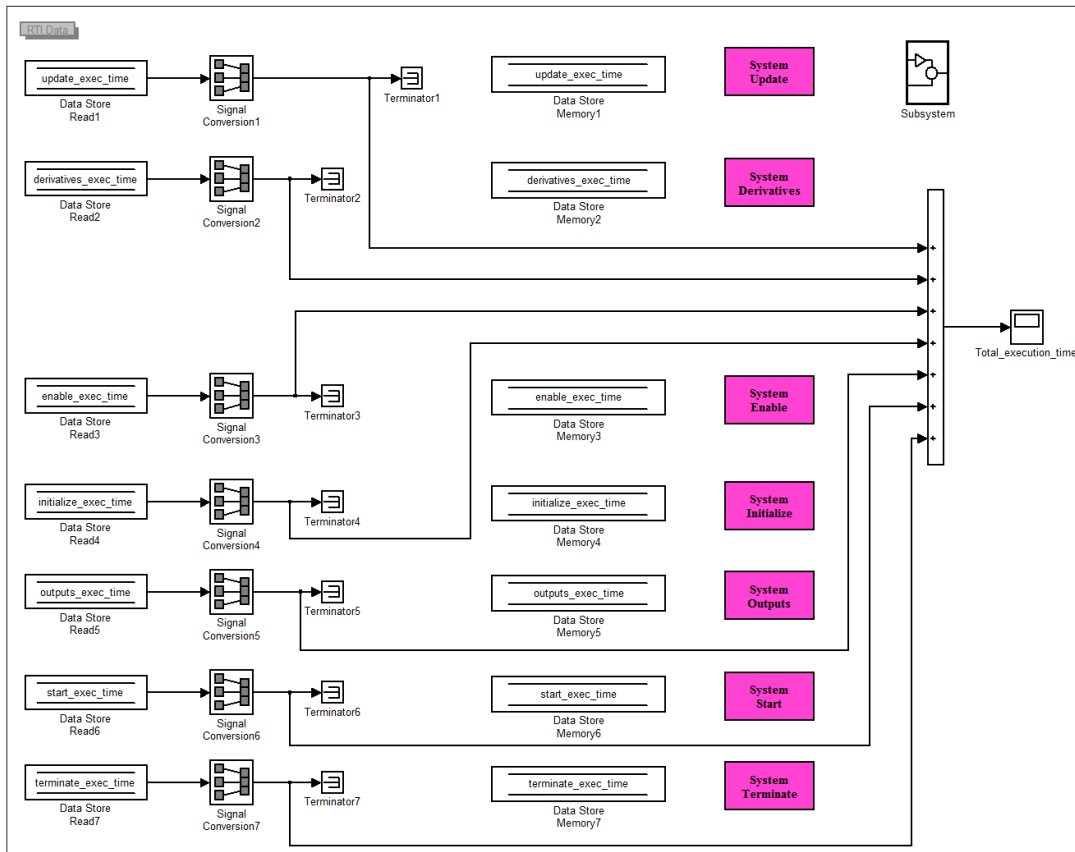 RTI Data
update_exec_time
Data Store
Read1
Signal
Conversion1
Terminator1
update_exec_time
Data Store
Memory1
System
Update
Subsystem
derivatives_exec_time
Data Store
Read2
Signal
Conversion2
Terminator2
derivatives_exec_time
Data Store
Memory2
System
Derivatives
+
+
+
+
+
+
+
Total_execution_time
enable_exec_time
Data Store
Read3
Signal
Conversion3
Terminator3
enable_exec_time
Data Store
Memory3
System
Enable
initialize_exec_time
Data Store
Read4
Signal
Conversion4
Terminator4
initialize_exec_time
Data Store
Memory4
System
Initialize
outputs_exec_time
Data Store
Read5
Signal
Conversion5
Terminator5
outputs_exec_time
Data Store
Memory5
System
Outputs
start_exec_time
Data Store
Read6
Signal
Conversion6
Terminator6
start_exec_time
Data Store
Memory6
System
Start
terminate_exec_time
Data Store
Read7
Signal
Conversion7
Terminator7
terminate_exec_time
Data Store
Memory7
System
Terminate